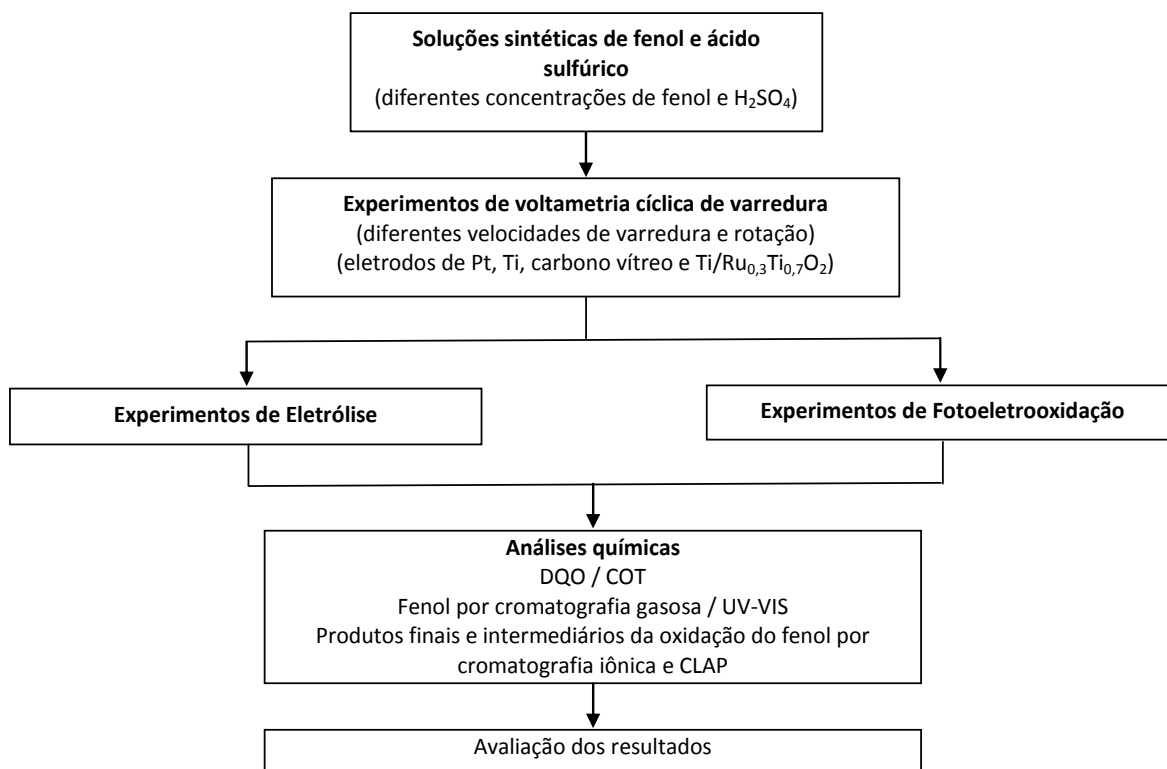 Soluções sintéticas de fenol e ácido
sulfúrico
(diferentes concentrações de fenol e H₂SO₄)
Experimentos de voltametria cíclica de varredura
(diferentes velocidades de varredura e rotação)
(eletrodos de Pt, Ti, carbono vítreo e Ti/Ru₀,₃Ti₀,₇O₂)
Experimentos de Eletrólise
Experimentos de Fotoeletrooxidação
Análises químicas
DQO / COT
Fenol por cromatografia gasosa / UV-VIS
Produtos finais e intermediários da oxidação do fenol por
cromatografia iônica e CLAP
Avaliação dos resultados